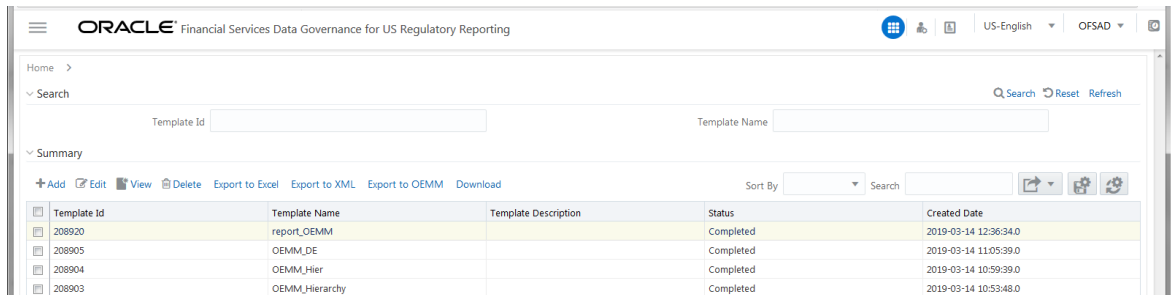 ORACLE® Financial Services Data Governance for US Regulatory Reporting US-English OFSAD
Home >
Search Search Reset Refresh
Template Id Template Name
Summary
Add Edit View Delete Export to Excel Export to XML Export to OEMM Download Sort By Search
Template Id Template Name Template Description Status Created Date
208920 report_OEMM Completed 2019-03-14 12:36:34.0
208905 OEMM_DE Completed 2019-03-14 11:05:39.0
208904 OEMM_Hier Completed 2019-03-14 10:59:39.0
208903 OEMM_Hierarchy Completed 2019-03-14 10:53:48.0